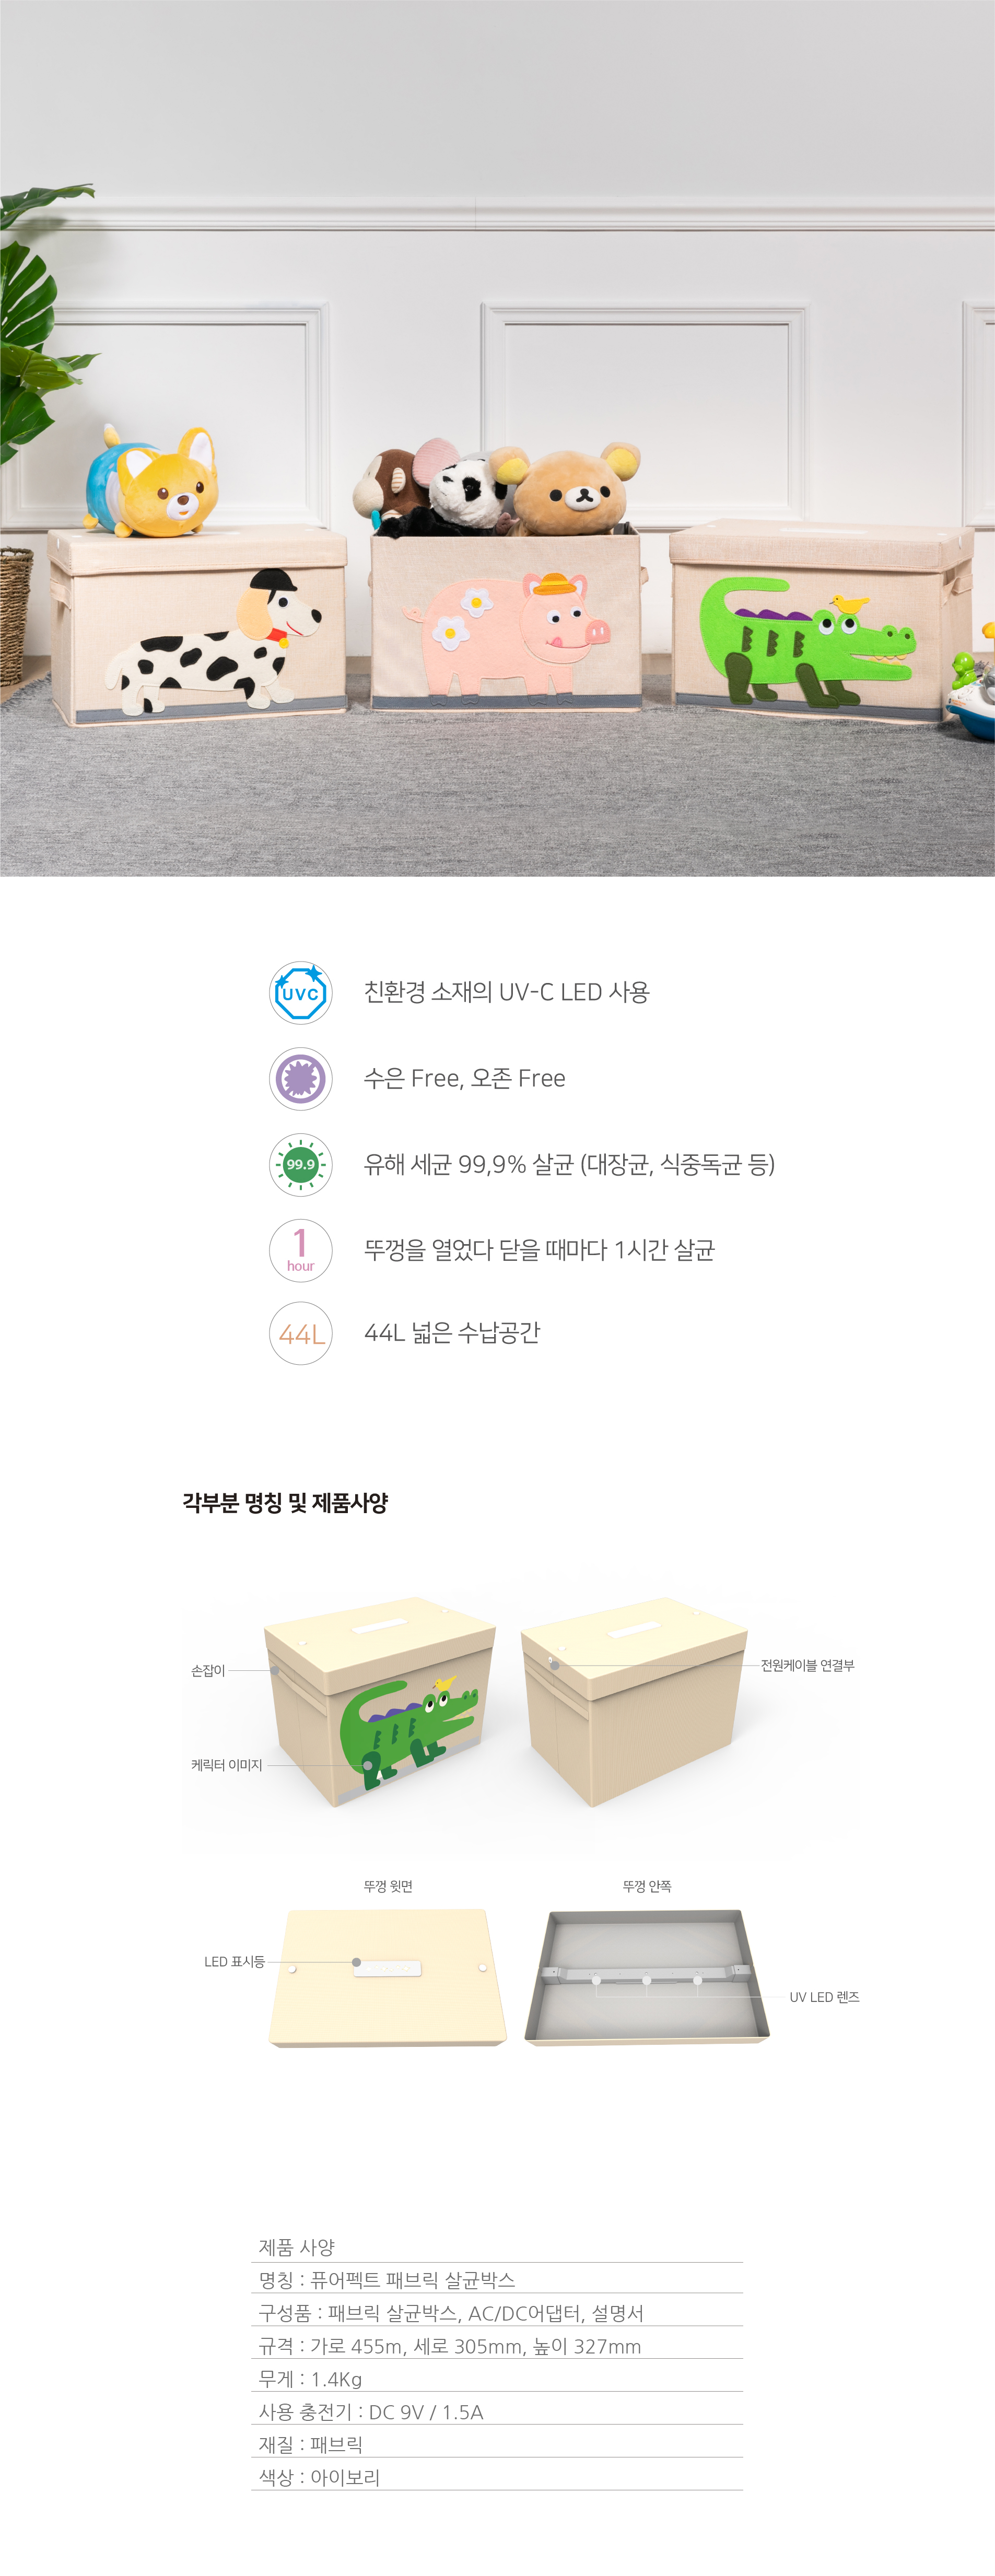 UVC
친환경 소재의 UV-C LED 사용
수은 Free, 오존 Free
99.9
유해 세균 99,9% 살균 (대장균, 식중독균 등)
1
hour
뚜껑을 열었다 닫을 때마다 1시간 살균
44L
44L 넓은 수납공간
각부분 명칭 및 제품사양
손잡이
전원케이블 연결부
케릭터 이미지
뚜껑 윗면
뚜껑 안쪽
LED 표시등
UV LED 렌즈
제품 사양
명칭 : 퓨어펙트 패브릭 살균박스
구성품 : 패브릭 살균박스, AC/DC어댑터, 설명서
규격 : 가로 455m, 세로 305mm, 높이 327mm
무게 : 1.4Kg
사용 충전기 : DC 9V / 1.5A
재질 : 패브릭
색상 : 아이보리